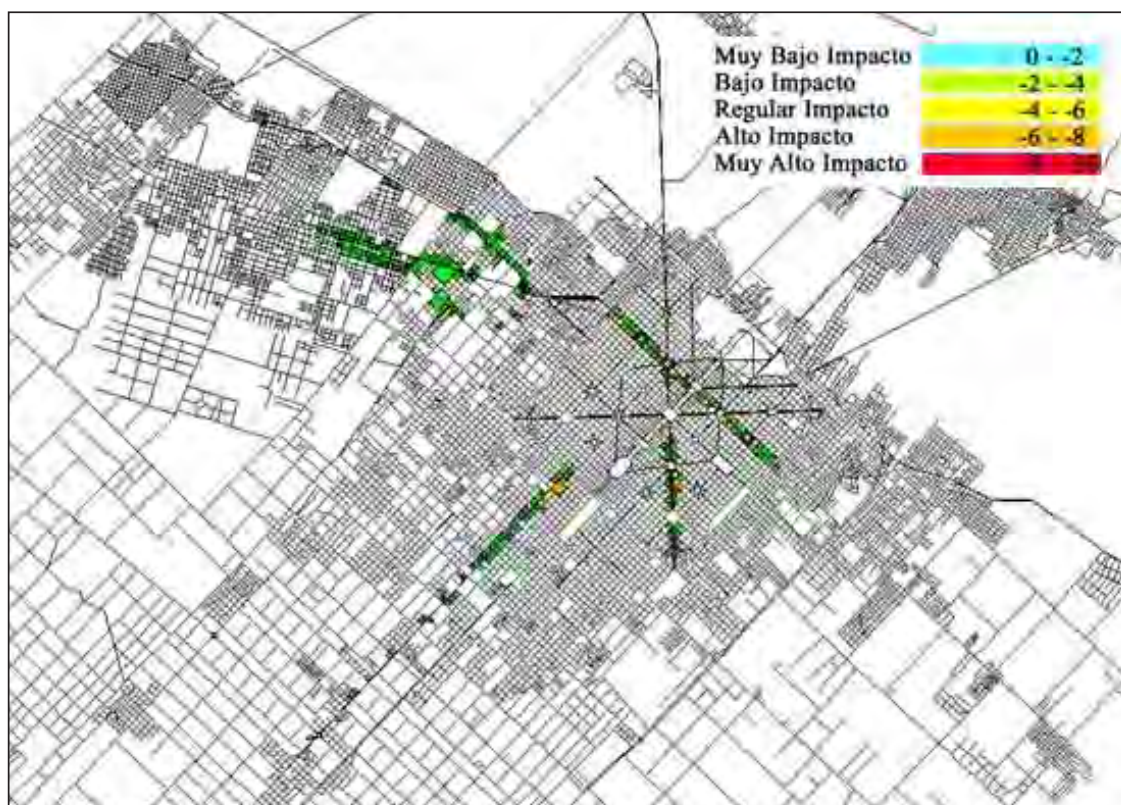 Muy Bajo Impacto 0 - -2
Bajo Impacto -2 - -4
Regular Impacto -4 - -6
Alto Impacto -6 - -8
Muy Alto Impacto